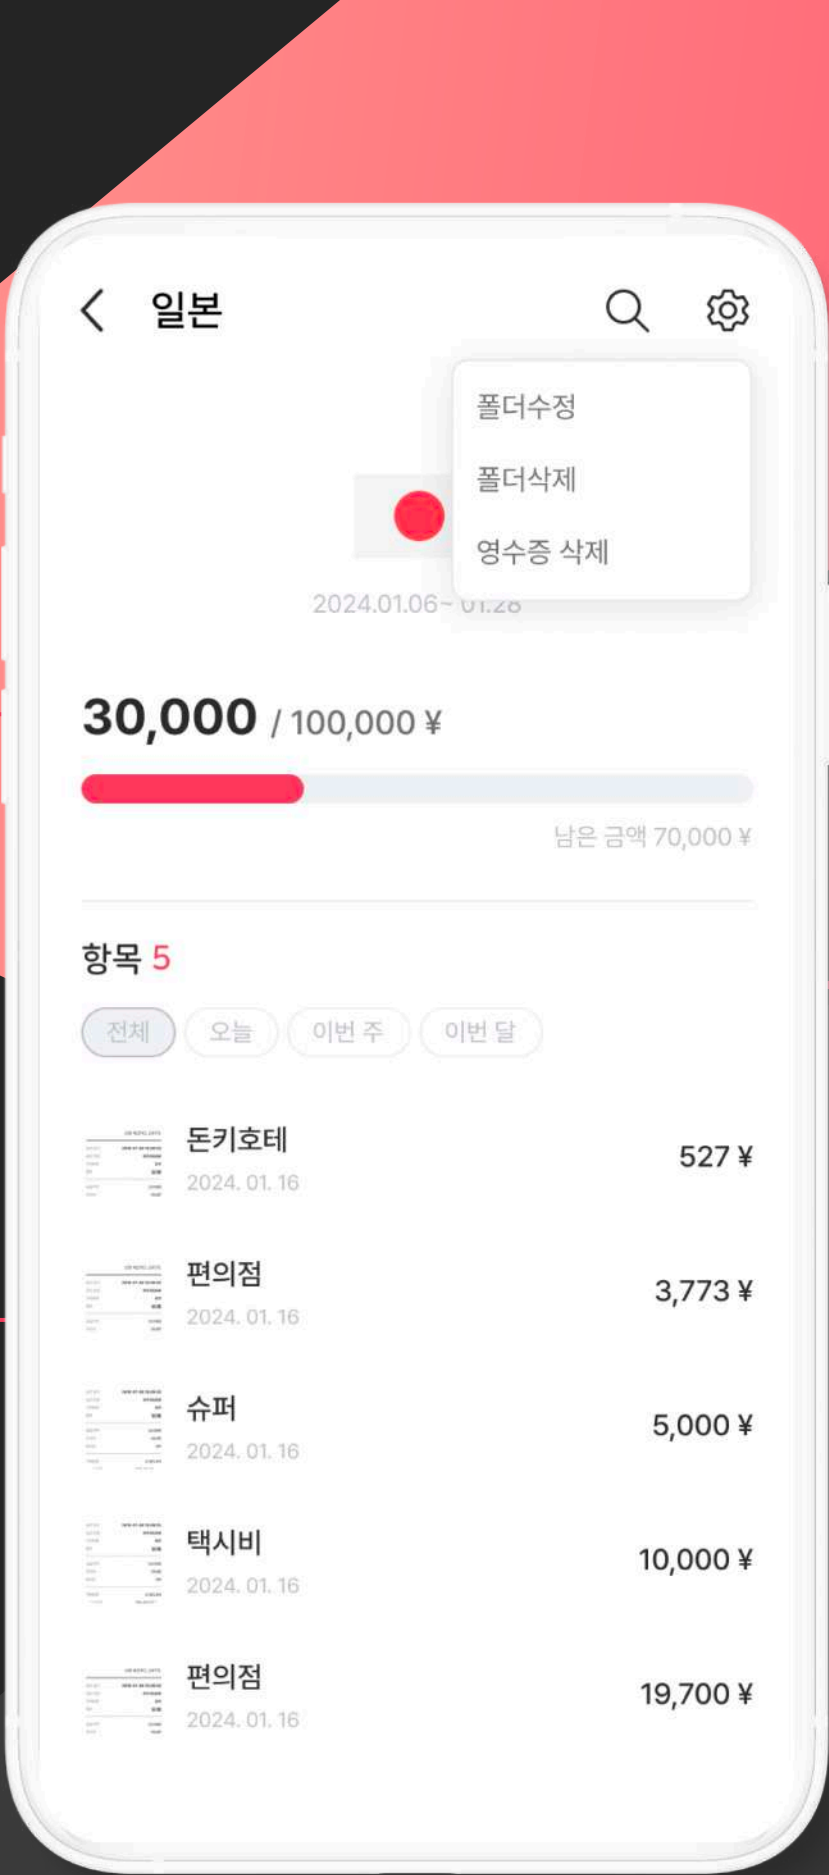 일본
폴더수정
폴더삭제
영수증 삭제
2024.01.06~ 01.28
30,000 / 100,000 ¥
남은 금액 70,000 ¥
항목 5
전체 오늘 이번 주 이번 달
돈키호테
527 ¥
2024. 01. 16
편의점
3,773 ¥
2024. 01. 16
슈퍼
5,000 ¥
2024. 01. 16
택시비
10,000 ¥
2024. 01. 16
편의점
19,700 ¥
2024. 01. 16